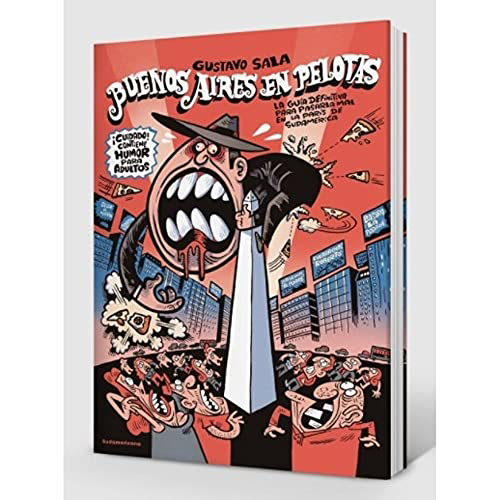 GUSTAVO SALA
BUENOS AIRES EN PELOTAS
LA GUÍA DEFINITIVA
PARA PASARLA MAL
EN LA PARÍS DE
SUDAMÉRICA
¡CUIDADO!
CONTIENE
HUMOR
PARA
ADULTOS
Sudamericana